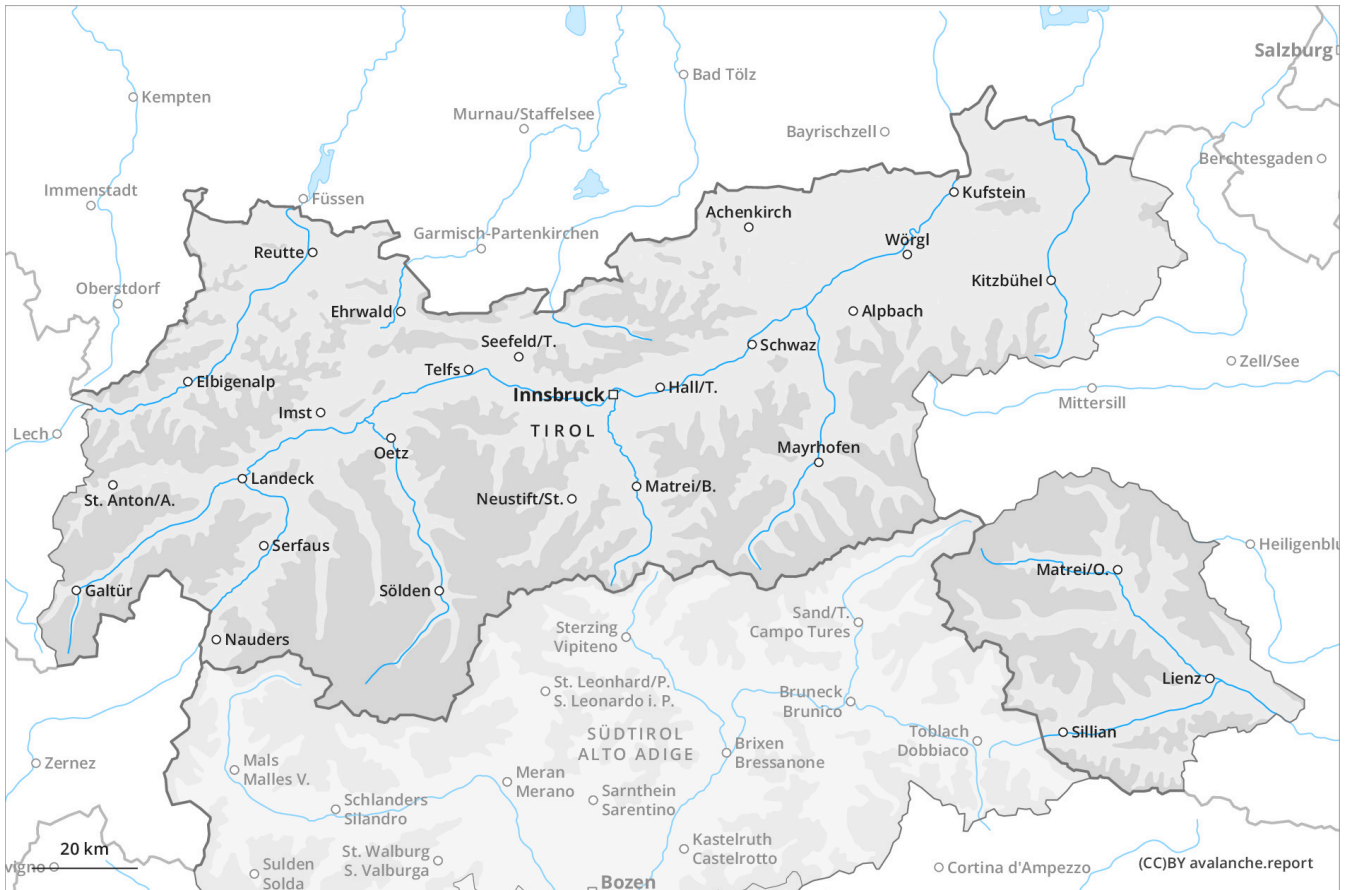 Salzburg
Bad Tölz
Kempten
Murnau/Staffelsee
Bayrischzell
Berchtesgaden
Immenstadt
Füssen
Kufstein
Achenkirch
Garmisch-Partenkirchen
Wörgl
Reutte
Kitzbühel
Oberstdorf
Ehrwald
Alpbach
Seefeld/T.
Schwaz
Zell/See
Telfs
Elbigenalp
Hall/T.
Innsbruck
Mittersill
Imst
TIROL
Lech
Oetz
Mayrhofen
Landeck
St. Anton/A.
Neustift/St.
Matrei/B.
Serfaus
Heiligenblu
Matrei/O.
Galtür
Sölden
Sand/T.
Campo Tures
Nauders
Sterzing
Vipiteno
Lienz
St. Leonhard/P.
S. Leonardo i. P.
Bruneck
Brunico
SÜDTIROL
ALTO ADIGE
Toblach
Dobbiaco
Sillian
Brixen
Bressanone
Zernez
Mals
Malles V.
Meran
Merano
Sarnthein
Sarentino
Schlanders
Silandro
Kastelruth
Castelrotto
20 km
St. Walburg
S. Valburga
vigno
Sulden
Solda
Cortina d'Ampezzo
(CC)BY avalanche.report
Bozen